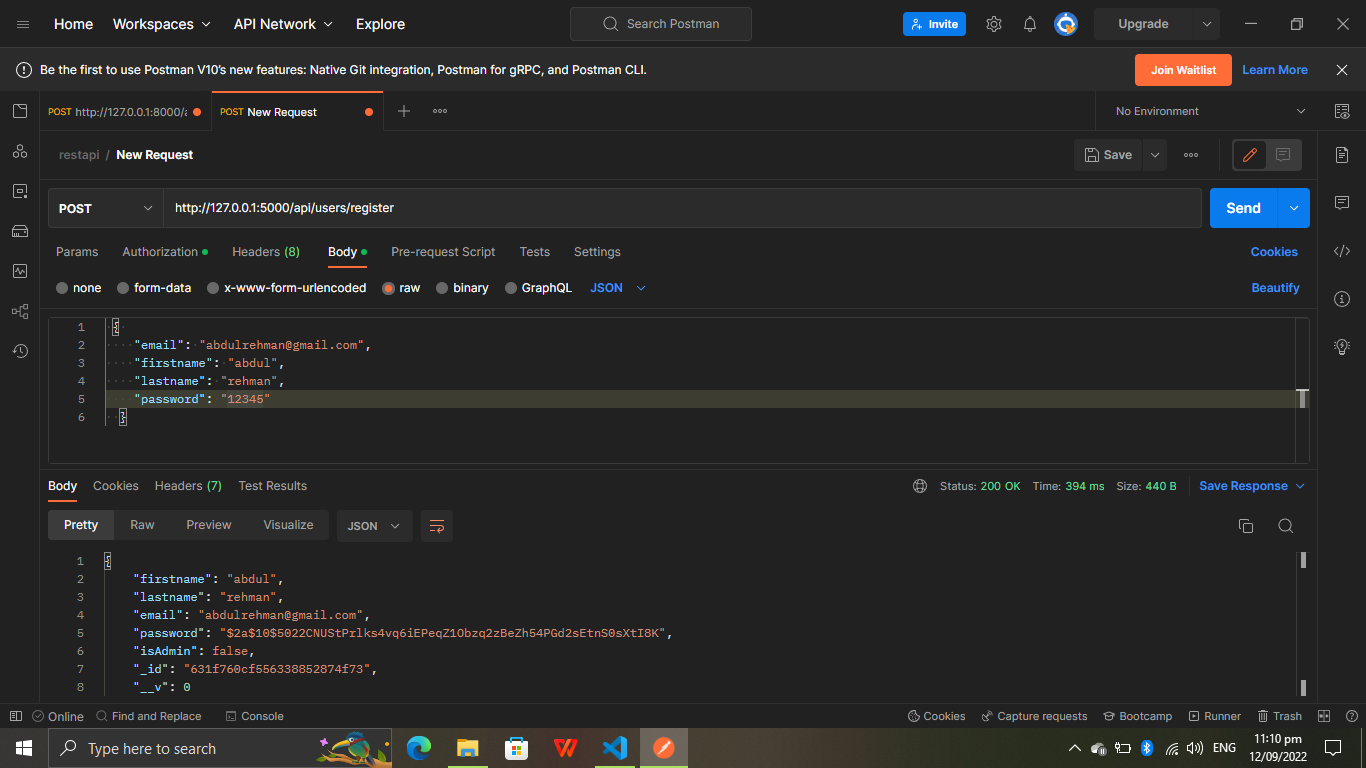 Home Workspaces API Network Explore Search Postman Invite Upgrade
Be the first to use Postman V10's new features: Native Git integration, Postman for gRPC, and Postman CLI. Join Waitlist Learn More
POST http://127.0.0.1:8000/a POST New Request No Environment
restapi / New Request Save
POST http://127.0.0.1:5000/api/users/register Send
Params Authorization Headers (8) Body Pre-request Script Tests Settings Cookies
none form-data x-www-form-urlencoded raw binary GraphQL JSON Beautify
1 {
2 "email": "abdulrehman@gmail.com",
3 "firstname": "abdul",
4 "lastname": "rehman",
5 "password": "12345"
6 }
Body Cookies Headers (7) Test Results Status: 200 OK Time: 394 ms Size: 440 B Save Response
Pretty Raw Preview Visualize JSON
1 {
2 "firstname": "abdul",
3 "lastname": "rehman",
4 "email": "abdulrehman@gmail.com",
5 "password": "$2a$10$5022CNUStPrlks4vq6iEPeqZ1Obzq2zBeZh54PGd2sEtnS0sXtI8K",
6 "isAdmin": false,
7 "_id": "631f760cf556338852874f73",
8 "__v": 0
Online Find and Replace Console Cookies Capture requests Bootcamp Runner Trash
Type here to search ENG 11:10 pm
12/09/2022